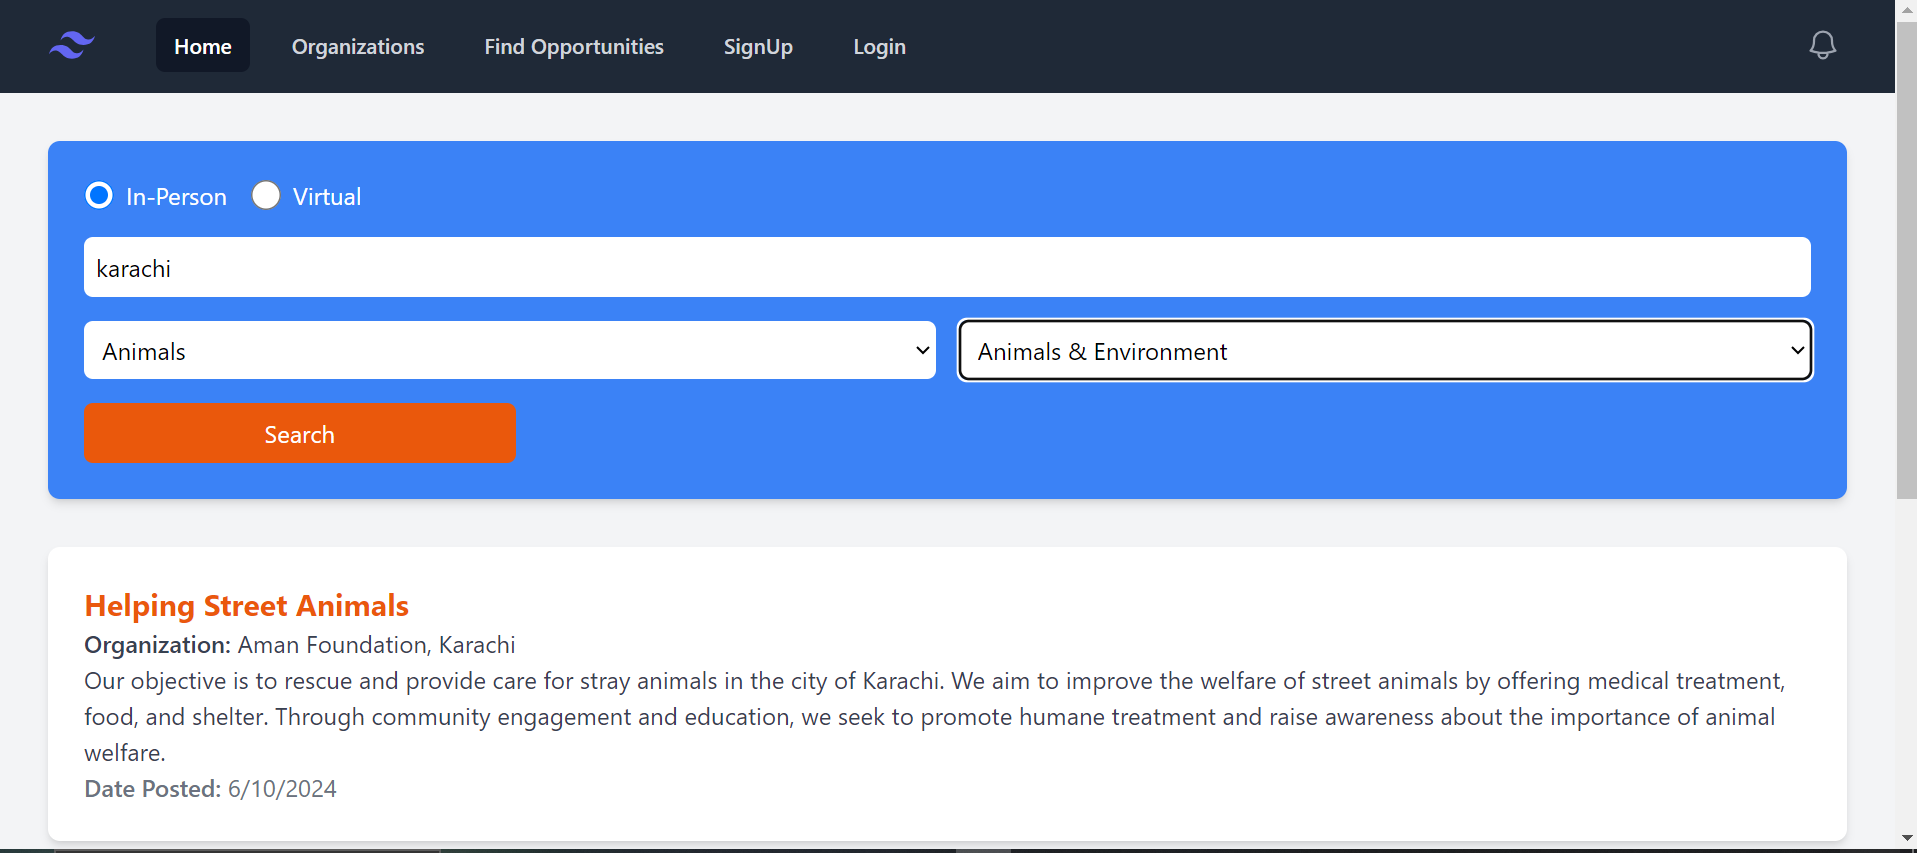 Home Organizations Find Opportunities SignUp Login
In-Person Virtual
karachi
Animals Animals & Environment
Search
Helping Street Animals
Organization: Aman Foundation, Karachi
Our objective is to rescue and provide care for stray animals in the city of Karachi. We aim to improve the welfare of street animals by offering medical treatment,
food, and shelter. Through community engagement and education, we seek to promote humane treatment and raise awareness about the importance of animal
welfare.
Date Posted: 6/10/2024